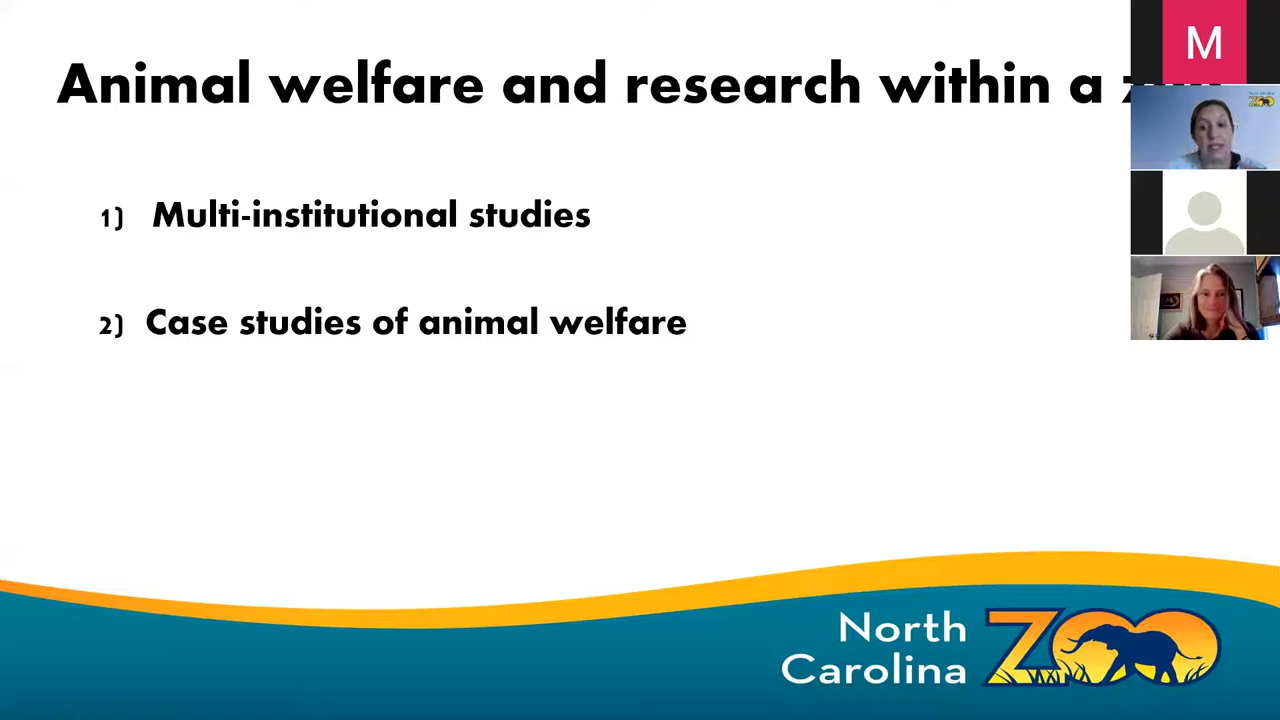 Animal welfare and research within a
1) Multi-institutional studies
2) Case studies of animal welfare
M
North
Carolina
ZOO